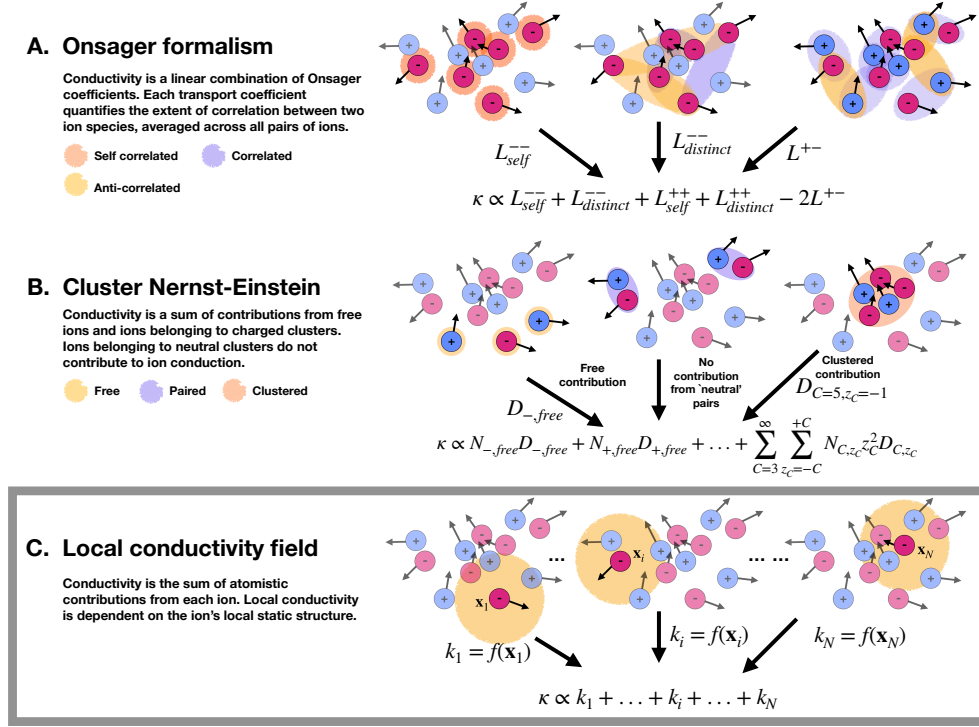 A. Onsager formalism
Conductivity is a linear combination of Onsager
coefficients. Each transport coefficient
quantifies the extent of correlation between two
ion species, averaged across all pairs of ions.
Self correlated
Correlated
Anti-correlated
L^{--}_{self}
L^{--}_{distinct}
L^{+-}
κ ∝ L^{--}_{self} + L^{--}_{distinct} + L^{++}_{self} + L^{++}_{distinct} − 2L^{+-}
B. Cluster Nernst-Einstein
Conductivity is a sum of contributions from free
ions and ions belonging to charged clusters.
Ions belonging to neutral clusters do not
contribute to ion conduction.
Free
Paired
Clustered
Free
contribution
No
contribution
from `neutral'
pairs
Clustered
contribution
D_{−,free}
D_{C=5,z_C=−1}
κ ∝ N_{−,free}D_{−,free} + N_{+,free}D_{+,free} + … + ∑_{C=3}^{∞} ∑_{z_C=−C}^{+C} N_{C,z_C} z_C^2 D_{C,z_C}
C. Local conductivity field
Conductivity is the sum of atomistic
contributions from each ion. Local conductivity
is dependent on the ion's local static structure.
x_1
...
x_i
... ...
x_N
k_1 = f(x_1)
k_i = f(x_i)
k_N = f(x_N)
κ ∝ k_1 + … + k_i + … + k_N